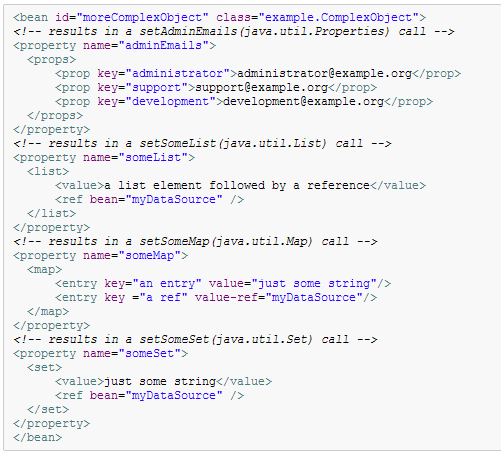 <bean id="moreComplexObject" class="example.ComplexObject">
<!-- results in a setAdminEmails(java.util.Properties) call -->
<property name="adminEmails">
  <props>
      <prop key="administrator">administrator@example.org</prop>
      <prop key="support">support@example.org</prop>
      <prop key="development">development@example.org</prop>
  </props>
</property>
<!-- results in a setSomeList(java.util.List) call -->
<property name="someList">
  <list>
      <value>a list element followed by a reference</value>
      <ref bean="myDataSource" />
  </list>
</property>
<!-- results in a setSomeMap(java.util.Map) call -->
<property name="someMap">
  <map>
      <entry key="an entry" value="just some string"/>
      <entry key ="a ref" value-ref="myDataSource"/>
  </map>
</property>
<!-- results in a setSomeSet(java.util.Set) call -->
<property name="someSet">
  <set>
      <value>just some string</value>
      <ref bean="myDataSource" />
  </set>
</property>
</bean>